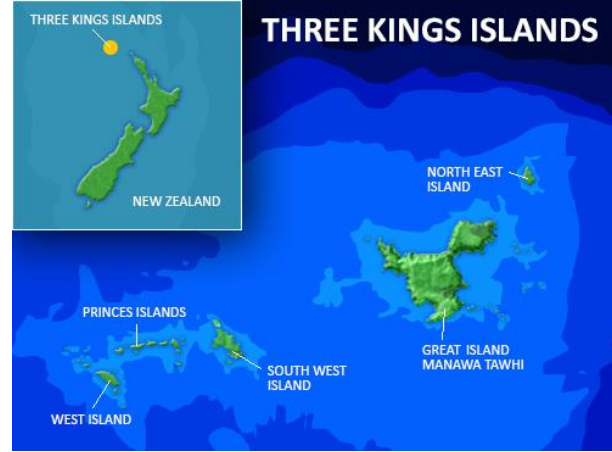 THREE KINGS ISLANDS
THREE KINGS ISLANDS
NEW ZEALAND
NORTH EAST
ISLAND
PRINCES ISLANDS
SOUTH WEST
ISLAND
GREAT ISLAND
MANAWA TAWHI
WEST ISLAND